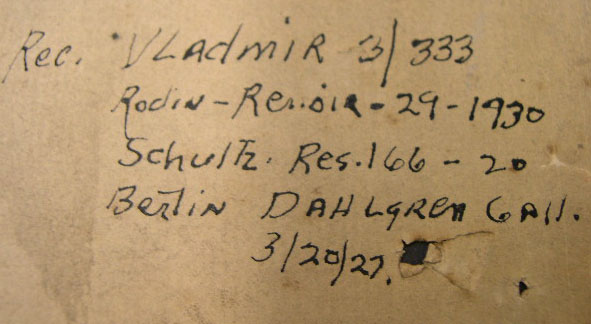 Rec. VLadmiR 3/333
Rodin - Renoir - 29 - 1930
Schultz. Res. 166 - 20
Berlin DAHLgREN GAll.
3/20/27.